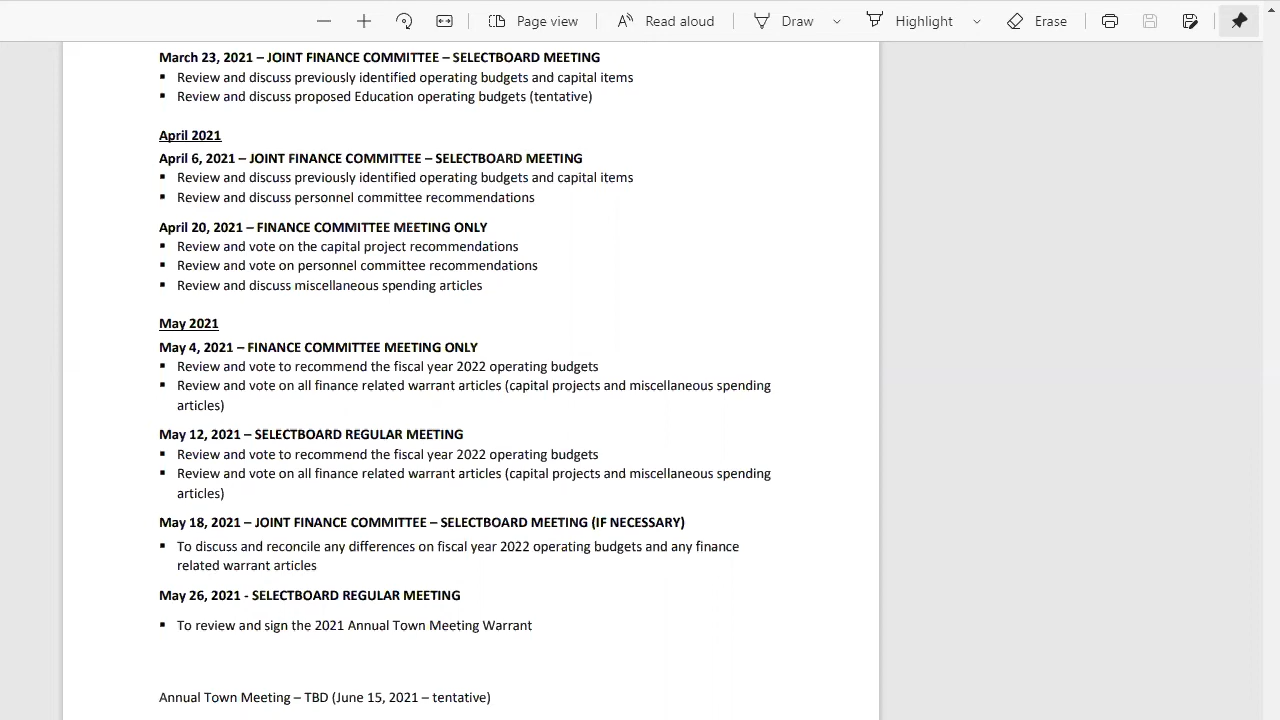 Page view
Read aloud
Draw
Highlight
Erase
March 23, 2021 – JOINT FINANCE COMMITTEE – SELECTBOARD MEETING
▪ Review and discuss previously identified operating budgets and capital items
▪ Review and discuss proposed Education operating budgets (tentative)
April 2021
April 6, 2021 – JOINT FINANCE COMMITTEE – SELECTBOARD MEETING
▪ Review and discuss previously identified operating budgets and capital items
▪ Review and discuss personnel committee recommendations
April 20, 2021 – FINANCE COMMITTEE MEETING ONLY
▪ Review and vote on the capital project recommendations
▪ Review and vote on personnel committee recommendations
▪ Review and discuss miscellaneous spending articles
May 2021
May 4, 2021 – FINANCE COMMITTEE MEETING ONLY
▪ Review and vote to recommend the fiscal year 2022 operating budgets
▪ Review and vote on all finance related warrant articles (capital projects and miscellaneous spending
articles)
May 12, 2021 – SELECTBOARD REGULAR MEETING
▪ Review and vote to recommend the fiscal year 2022 operating budgets
▪ Review and vote on all finance related warrant articles (capital projects and miscellaneous spending
articles)
May 18, 2021 – JOINT FINANCE COMMITTEE – SELECTBOARD MEETING (IF NECESSARY)
▪ To discuss and reconcile any differences on fiscal year 2022 operating budgets and any finance
related warrant articles
May 26, 2021 - SELECTBOARD REGULAR MEETING
▪ To review and sign the 2021 Annual Town Meeting Warrant
Annual Town Meeting – TBD (June 15, 2021 – tentative)